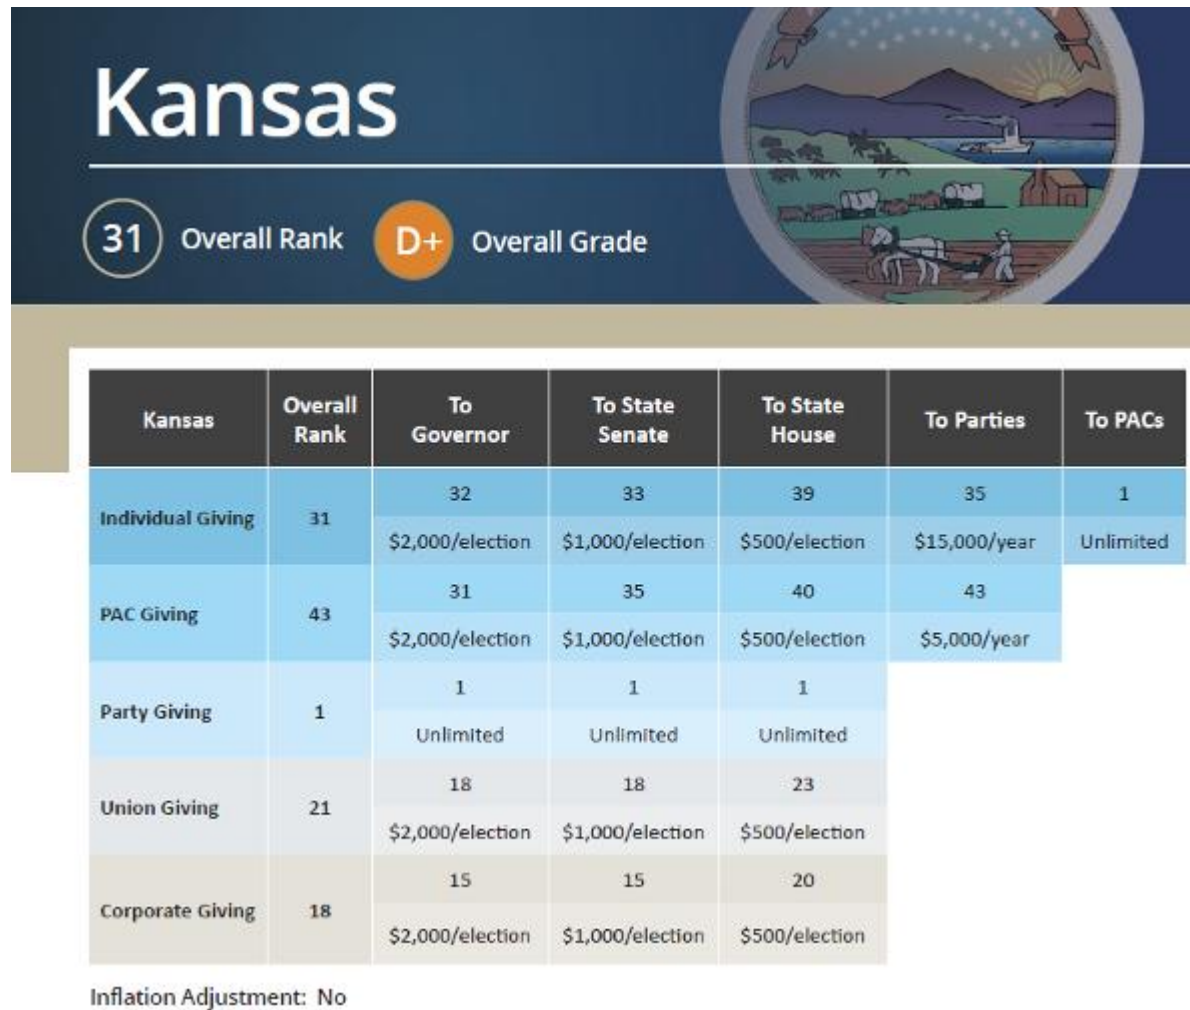 Kansas
31 Overall Rank D+ Overall Grade
Kansas Overall Rank To Governor To State Senate To State House To Parties To PACs
Individual Giving 31 32 33 39 35 1
$2,000/election $1,000/election $500/election $15,000/year Unlimited
PAC Giving 43 31 35 40 43
$2,000/election $1,000/election $500/election $5,000/year
Party Giving 1 1 1 1
Unlimited Unlimited Unlimited
Union Giving 21 18 18 23
$2,000/election $1,000/election $500/election
Corporate Giving 18 15 15 20
$2,000/election $1,000/election $500/election
Inflation Adjustment: No